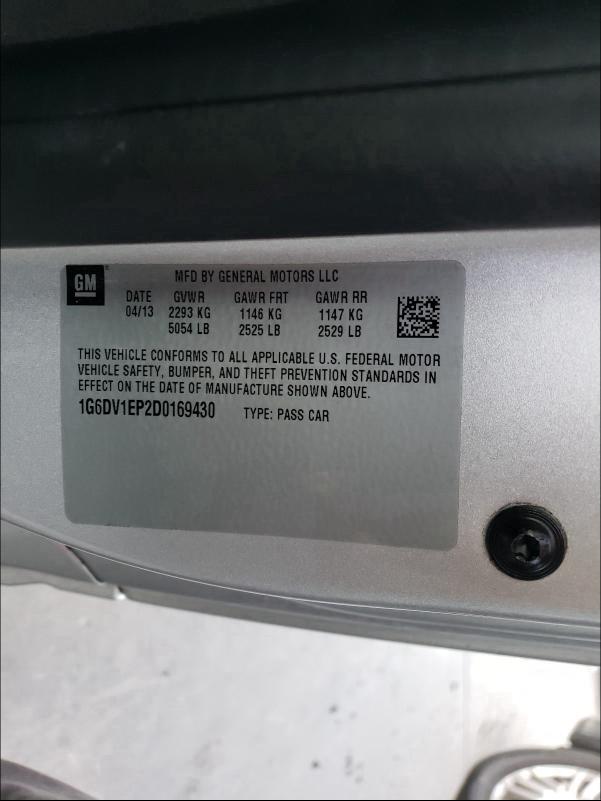 GM
MFD BY GENERAL MOTORS LLC
DATE GVWR GAWR FRT GAWR RR
04/13 2293 KG 1146 KG 1147 KG
5054 LB 2525 LB 2529 LB
THIS VEHICLE CONFORMS TO ALL APPLICABLE U.S. FEDERAL MOTOR
VEHICLE SAFETY, BUMPER, AND THEFT PREVENTION STANDARDS IN
EFFECT ON THE DATE OF MANUFACTURE SHOWN ABOVE.
1G6DV1EP2D0169430 TYPE: PASS CAR